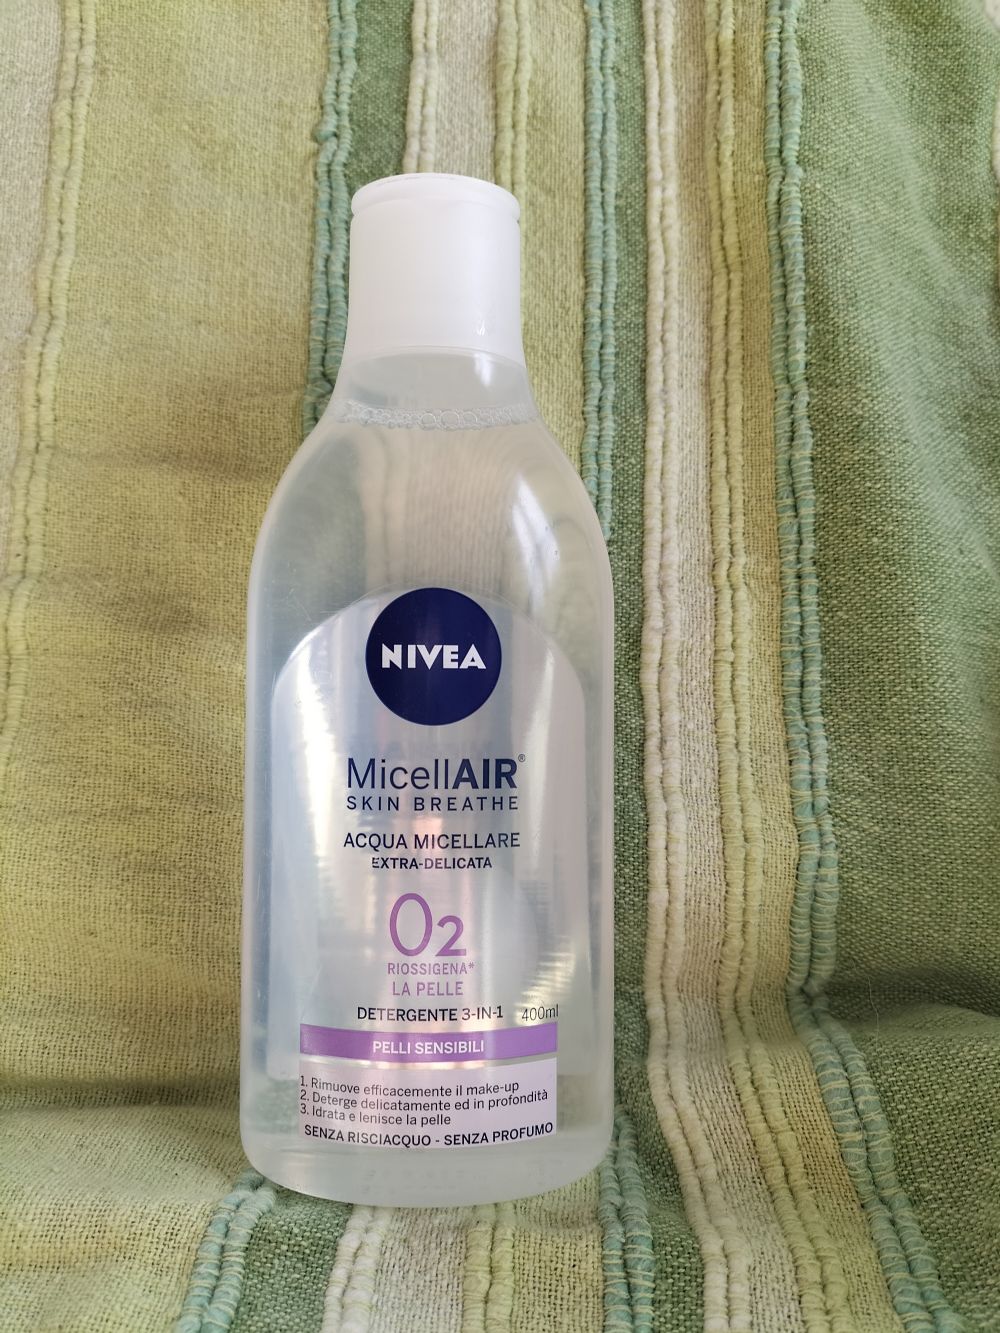 NIVEA
MicellAIR®
SKIN BREATHE
ACQUA MICELLARE
EXTRA-DELICATA
O2
RIOSSIGENA*
LA PELLE
DETERGENTE 3-IN-1 400ml
PELLI SENSIBILI
1. Rimuove efficacemente il make-up
2. Deterge delicatamente ed in profondità
3. Idrata e lenisce la pelle
SENZA RISCIACQUO - SENZA PROFUMO